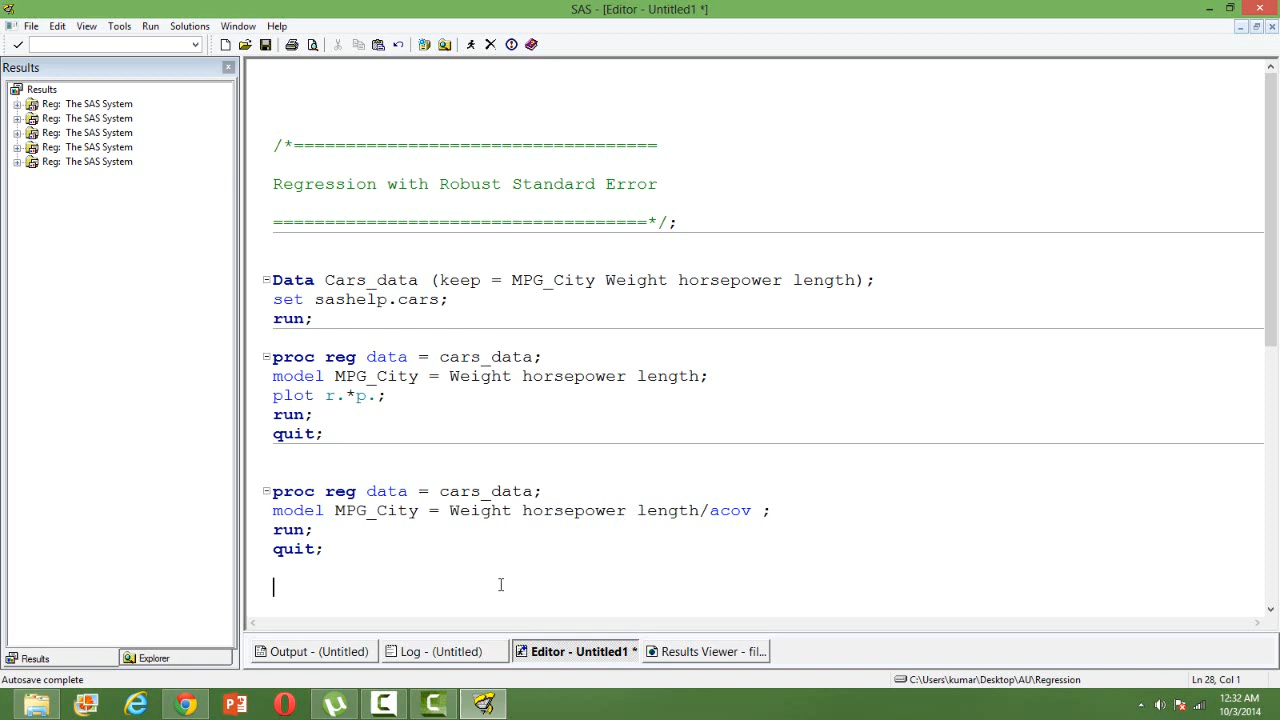 SAS - [Editor - Untitled1 *]
File Edit View Tools Run Solutions Window Help
Results
Results
Reg: The SAS System
Reg: The SAS System
Reg: The SAS System
Reg: The SAS System
Reg: The SAS System
/*===================================
Regression with Robust Standard Error
====================================*/;
Data Cars_data (keep = MPG_City Weight horsepower length);
set sashelp.cars;
run;
proc reg data = cars_data;
model MPG_City = Weight horsepower length;
plot r.*p.;
run;
quit;
proc reg data = cars_data;
model MPG_City = Weight horsepower length/acov ;
run;
quit;
Results Explorer
Output - (Untitled) Log - (Untitled) Editor - Untitled1 * Results Viewer - fil...
Autosave complete
C:\Users\kumar\Desktop\AU\Regression
Ln 28, Col 1
12:32 AM
10/3/2014